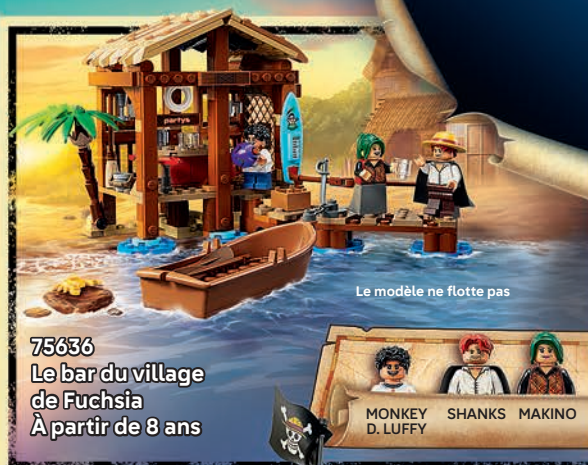 partys
Le modèle ne flotte pas
75636
Le bar du village
de Fuchsia
À partir de 8 ans
MONKEY
D. LUFFY
SHANKS
MAKINO